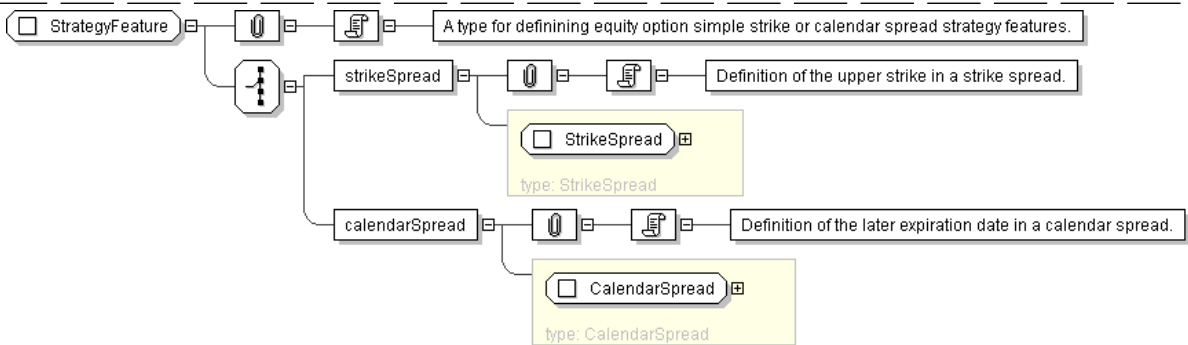 StrategyFeature
A type for definining equity option simple strike or calendar spread strategy features.
strikeSpread
Definition of the upper strike in a strike spread.
StrikeSpread
type: StrikeSpread
calendarSpread
Definition of the later expiration date in a calendar spread.
CalendarSpread
type: CalendarSpread